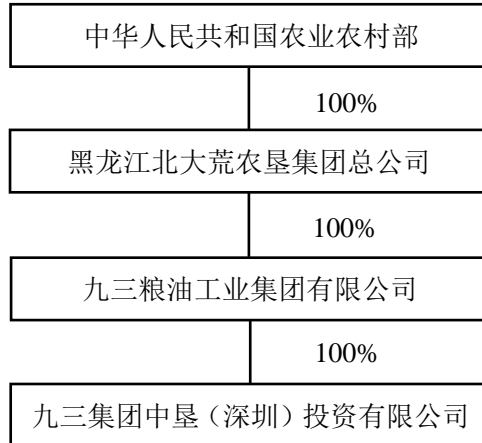 中华人民共和国农业农村部
100%
黑龙江北大荒农垦集团总公司
100%
九三粮油工业集团有限公司
100%
九三集团中垦（深圳）投资有限公司